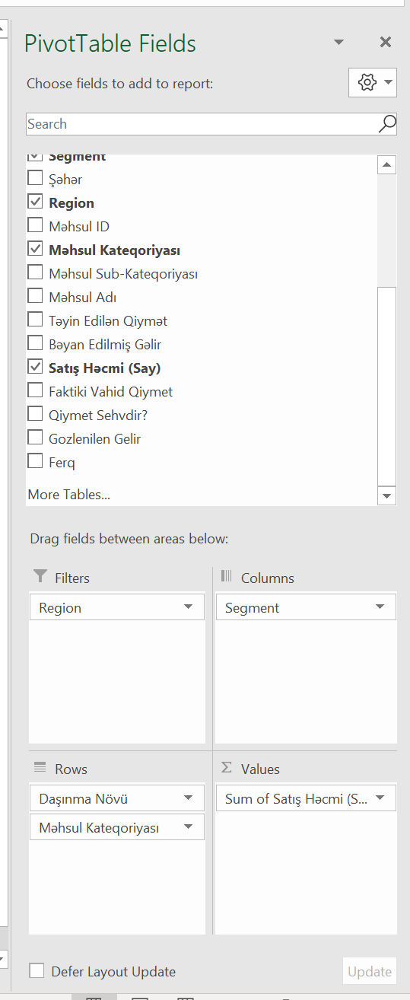 PivotTable Fields
Choose fields to add to report:
Search
Segment
Şəhər
Region
Məhsul ID
Məhsul Kateqoriyası
Məhsul Sub-Kateqoriyası
Məhsul Adı
Təyin Edilən Qiymət
Bəyan Edilmiş Gəlir
Satış Həcmi (Say)
Faktiki Vahid Qiymet
Qiymet Sehvdir?
Gozlenilen Gelir
Ferq
More Tables...
Drag fields between areas below:
Filters
Columns
Region
Segment
Rows
Values
Daşınma Növü
Sum of Satış Həcmi (S...
Məhsul Kateqoriyası
Defer Layout Update
Update